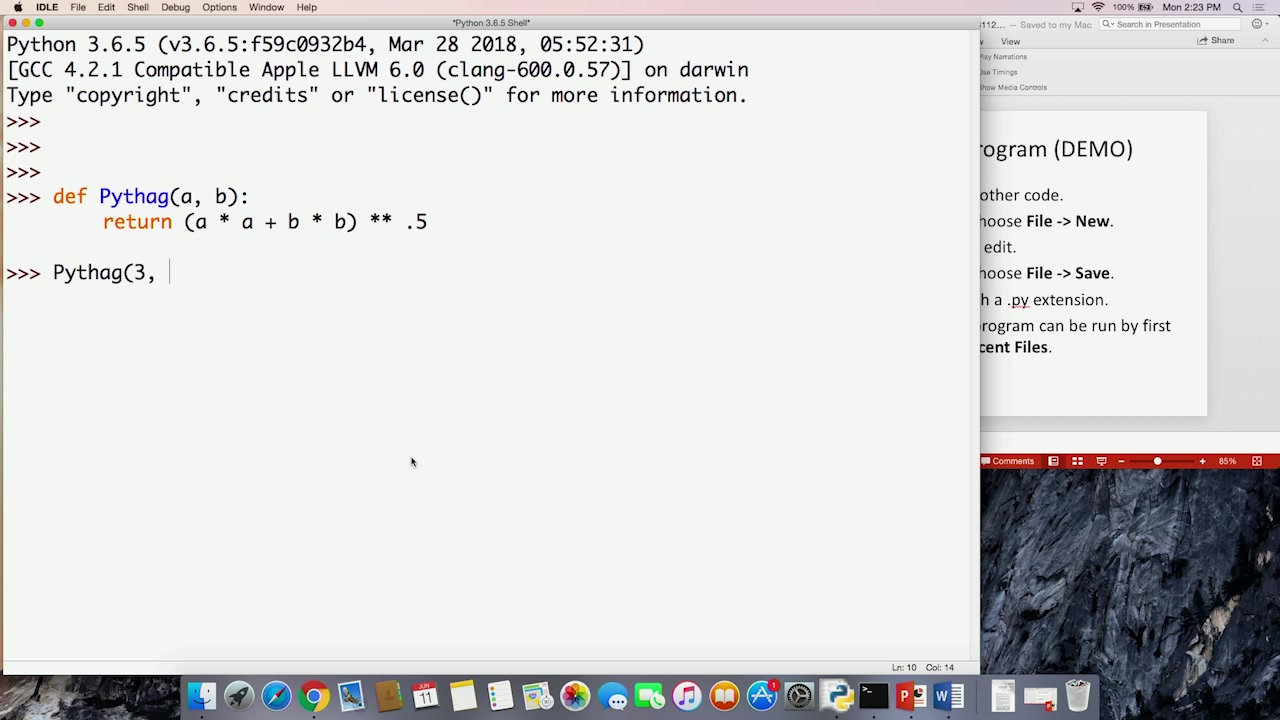 IDLE File Edit Shell Debug Options Window Help
100% Mon 2:23 PM
*Python 3.6.5 Shell*
Python 3.6.5 (v3.6.5:f59c0932b4, Mar 28 2018, 05:52:31)
[GCC 4.2.1 Compatible Apple LLVM 6.0 (clang-600.0.57)] on darwin
Type "copyright", "credits" or "license()" for more information.
>>>
>>>
>>>
>>> def Pythag(a, b):
return (a * a + b * b) ** .5
>>> Pythag(3,
Ln: 10 Col: 14
112... — Saved to my Mac
Search in Presentation
View
Share
Play Narrations
Use Timings
Show Media Controls
rogram (DEMO)
other code.
hoose File -> New.
edit.
hoose File -> Save.
h a .py extension.
rogram can be run by first
cent Files.
Comments
85%
JUN
11
1